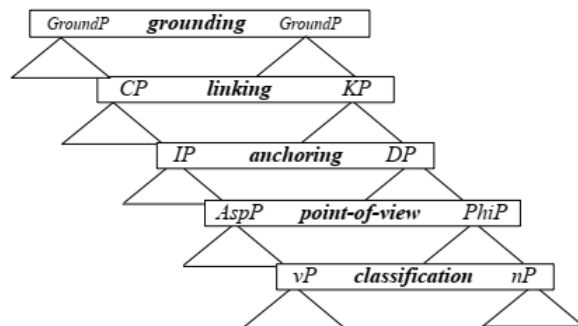 GroundP grounding GroundP
CP linking KP
IP anchoring DP
AspP point-of-view PhiP
vP classification nP